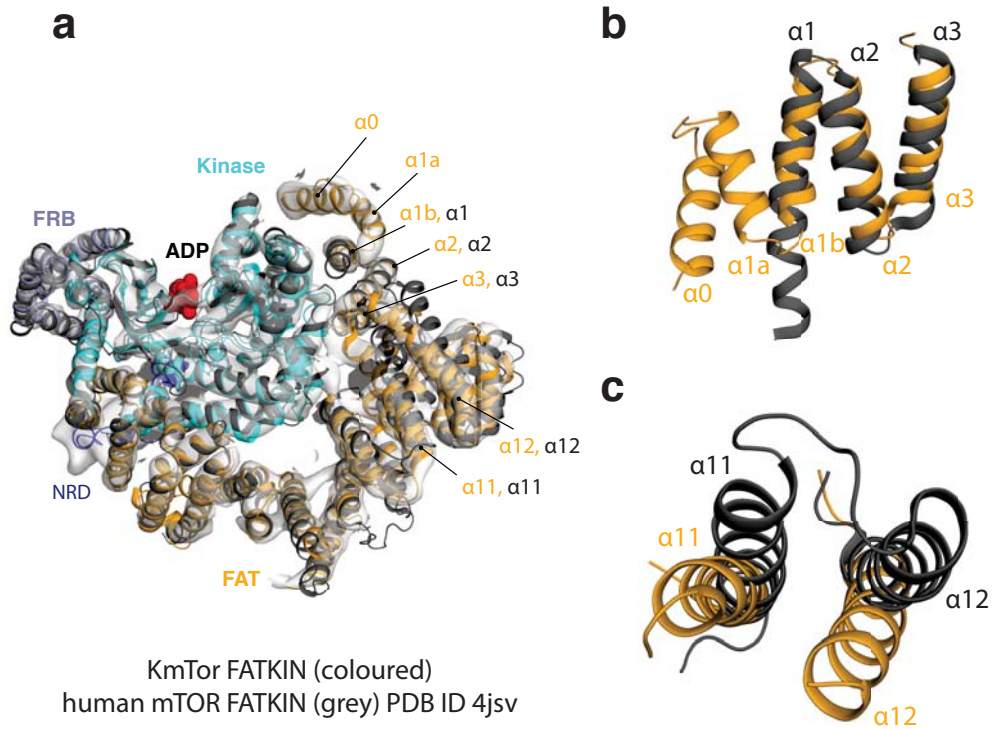 a
α0
Kinase
α1a
FRB
α1b, α1
ADP
α2, α2
α3, α3
α12, α12
α11, α11
NRD
FAT
KmTor FATKIN (coloured)
human mTOR FATKIN (grey) PDB ID 4jsv
b
α1
α2
α3
α3
α1b
α1a
α2
α0
c
α11
α11
α12
α12